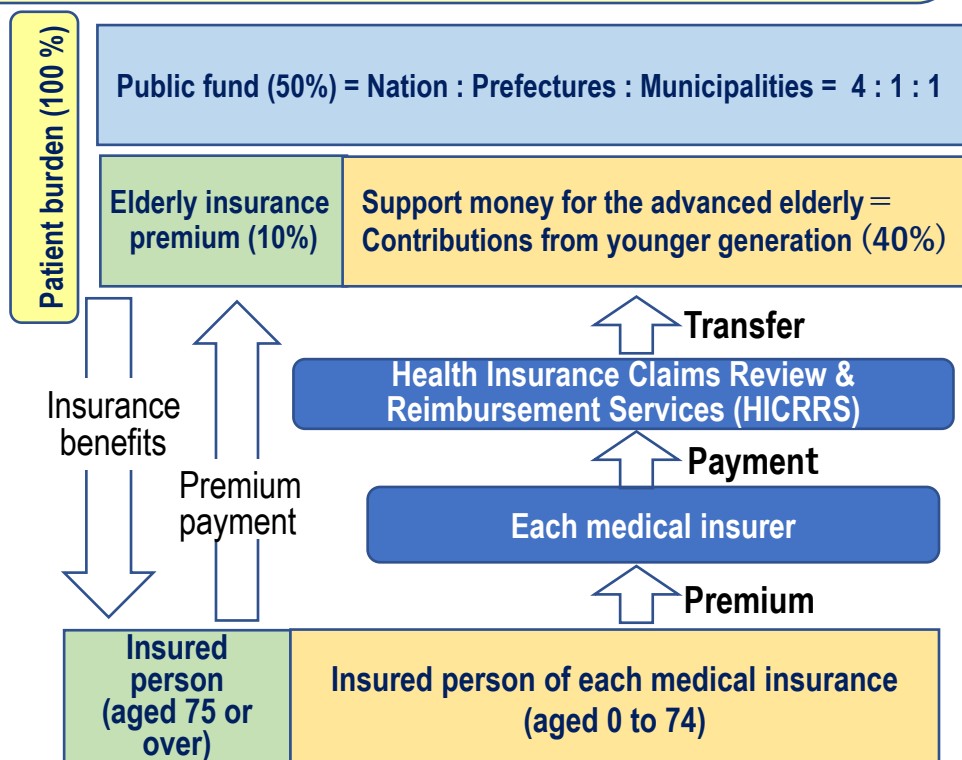 Patient burden (100 %)
Public fund (50%) = Nation : Prefectures : Municipalities = 4 : 1 : 1
Elderly insurance
premium (10%)
Support money for the advanced elderly＝
Contributions from younger generation（40%）
Transfer
Health Insurance Claims Review &
Reimbursement Services (HICRRS)
Insurance
benefits
Payment
Premium
payment
Each medical insurer
Premium
Insured
person
(aged 75 or
over)
Insured person of each medical insurance
(aged 0 to 74)